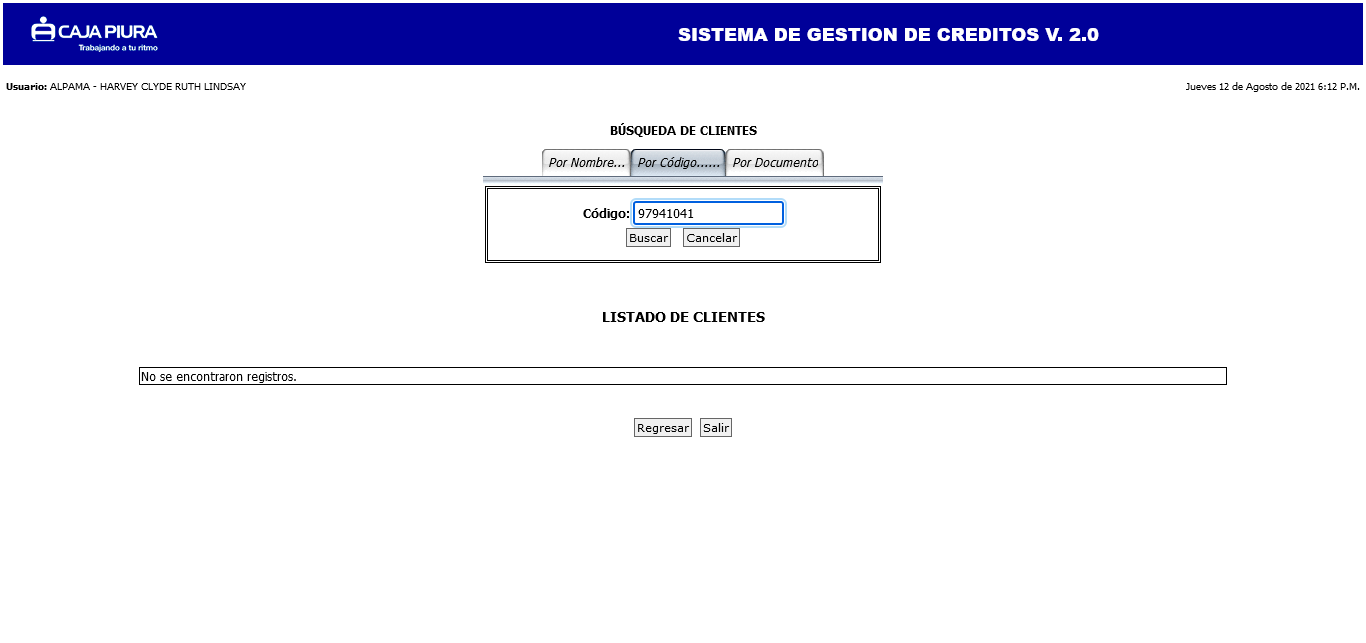 CAJA PIURA
Trabajando a tu ritmo
SISTEMA DE GESTION DE CREDITOS V. 2.0
Usuario: ALPAMA - HARVEY CLYDE RUTH LINDSAY
Jueves 12 de Agosto de 2021 6:12 P.M.
BÚSQUEDA DE CLIENTES
Por Nombre... Por Código...... Por Documento
Código: 97941041
Buscar Cancelar
LISTADO DE CLIENTES
No se encontraron registros.
Regresar Salir